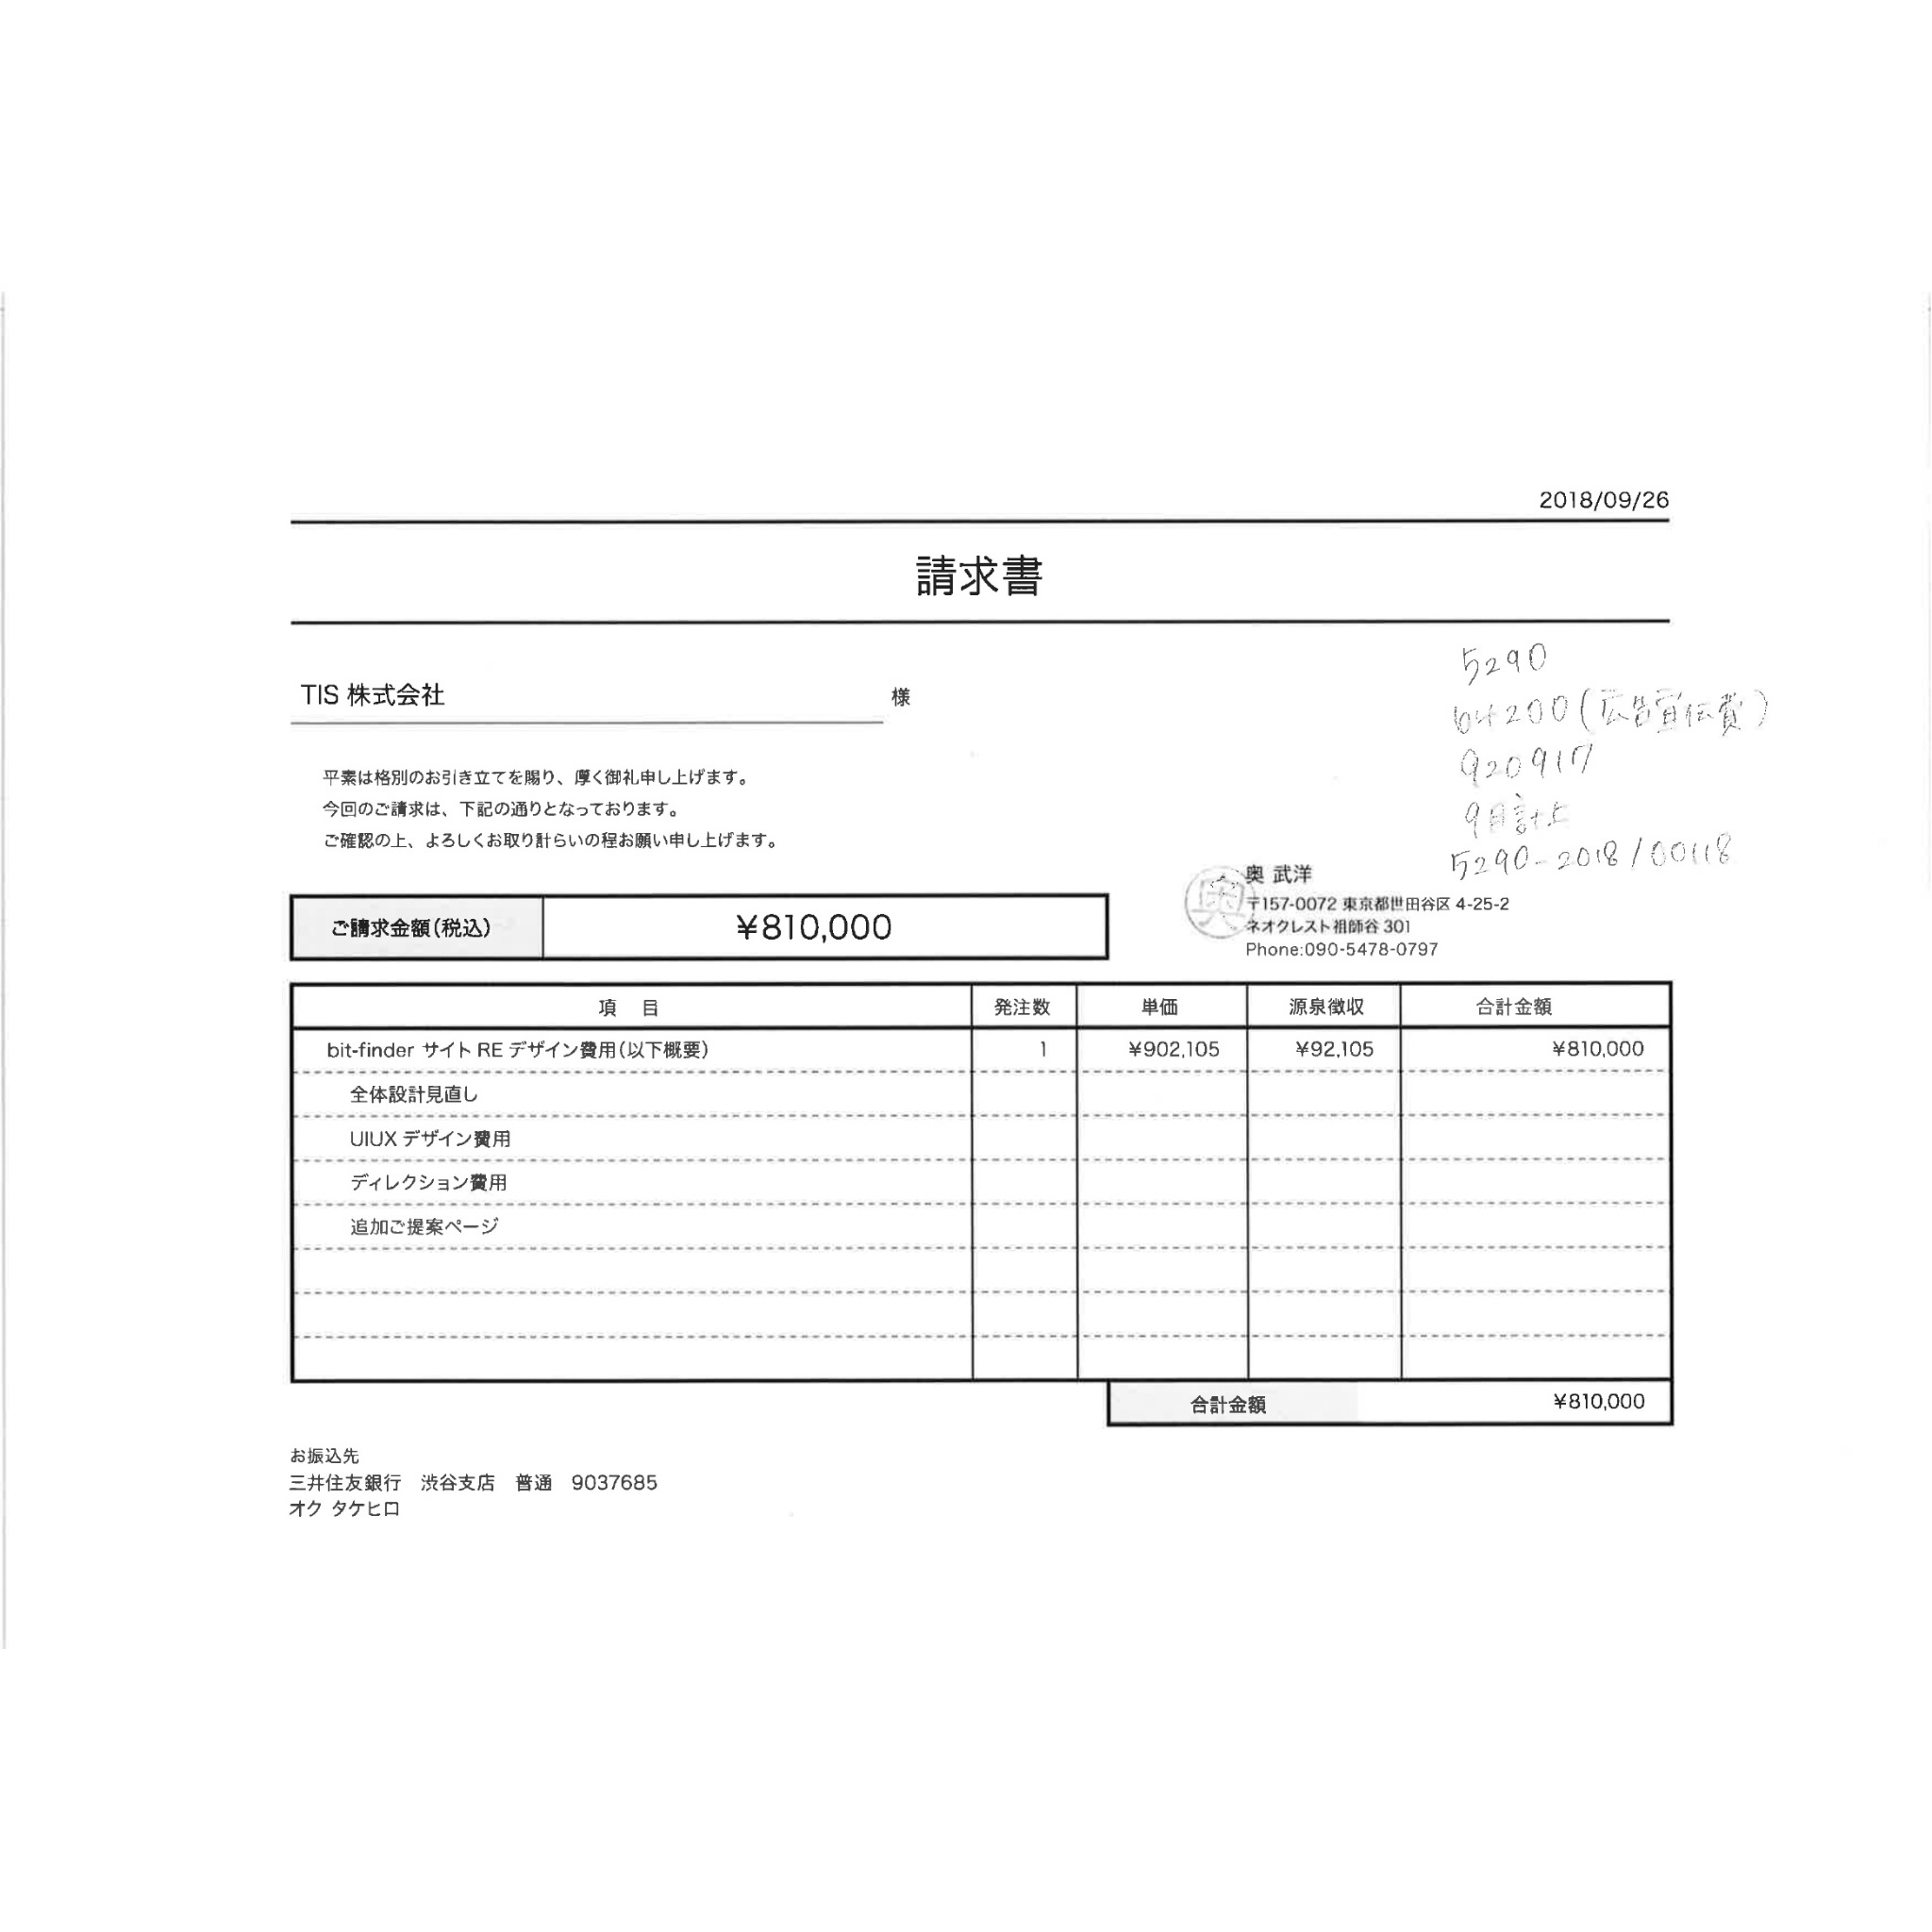 2018/09/26
請求書
TIS 株式会社 様
5290
64200(広告宣伝費)
920917
9月計上
5290-2018/00118
平素は格別のお引き立てを賜り、厚く御礼申し上げます。
今回のご請求は、下記の通りとなっております。
ご確認の上、よろしくお取り計らいの程お願い申し上げます。
奥 武洋
奥
〒157-0072 東京都世田谷区 4-25-2
ネオクレスト祖師谷 301
Phone:090-5478-0797
ご請求金額(税込) ¥810,000
項 目 発注数 単価 源泉徴収 合計金額
bit-finder サイト RE デザイン費用(以下概要) 1 ¥902,105 ¥92,105 ¥810,000
全体設計見直し
UIUX デザイン費用
ディレクション費用
追加ご提案ページ
合計金額 ¥810,000
お振込先
三井住友銀行 渋谷支店 普通 9037685
オク タケヒロ